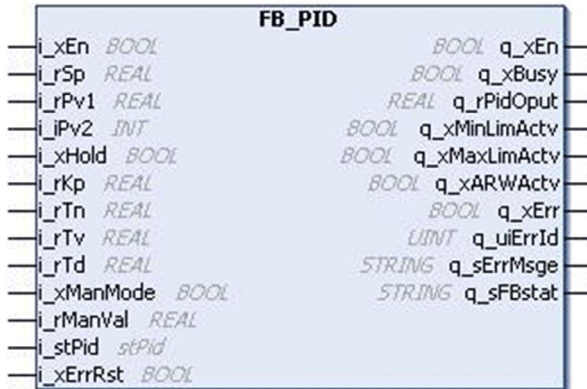 FB_PID
i_xEn BOOL BOOL q_xEn
i_rSp REAL BOOL q_xBusy
i_rPv1 REAL REAL q_rPidOput
i_iPv2 INT BOOL q_xMinLimActv
i_xHold BOOL BOOL q_xMaxLimActv
i_rKp REAL BOOL q_xARWActv
i_rTn REAL BOOL q_xErr
i_rTv REAL UINT q_uiErrId
i_rTd REAL STRING q_sErrMsge
i_xManMode BOOL STRING q_sFBstat
i_rManVal REAL
i_stPid stPid
i_xErrRst BOOL